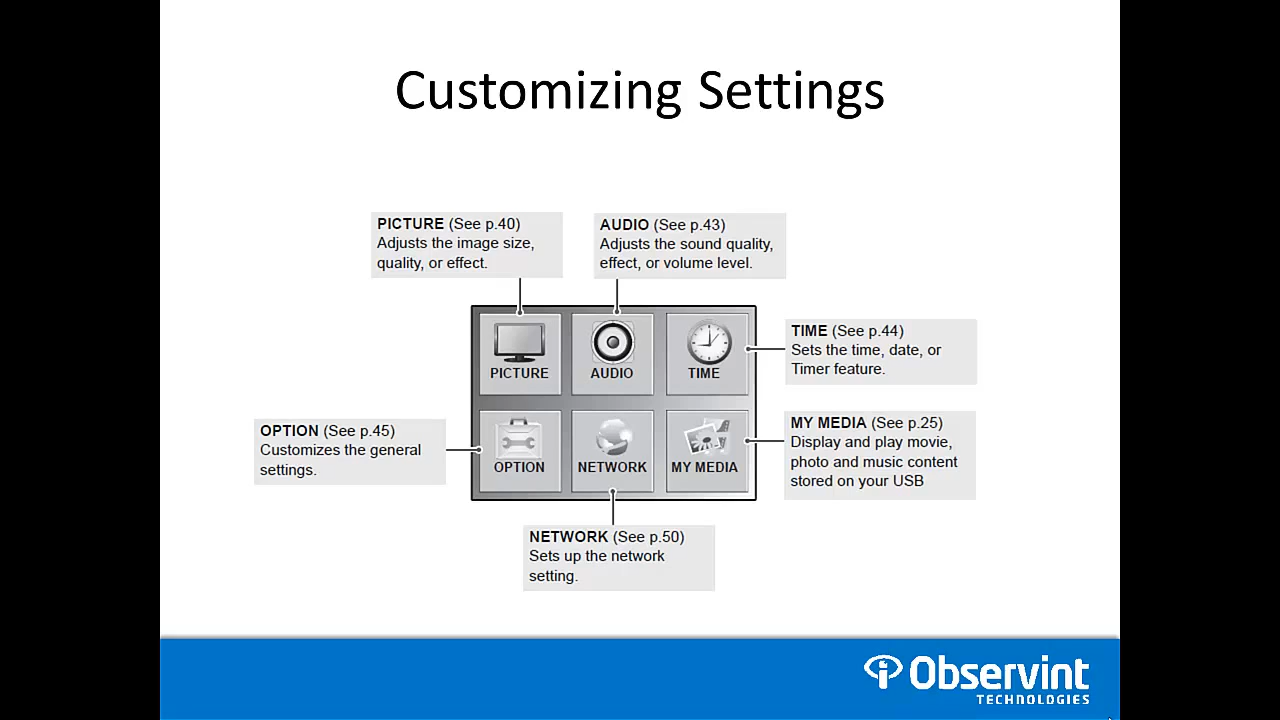 Customizing Settings
PICTURE (See p.40)
Adjusts the image size,
quality, or effect.
AUDIO (See p.43)
Adjusts the sound quality,
effect, or volume level.
PICTURE
AUDIO
TIME
TIME (See p.44)
Sets the time, date, or
Timer feature.
OPTION (See p.45)
Customizes the general
settings.
OPTION
NETWORK
MY MEDIA
MY MEDIA (See p.25)
Display and play movie,
photo and music content
stored on your USB
NETWORK (See p.50)
Sets up the network
setting.
Observint
TECHNOLOGIES